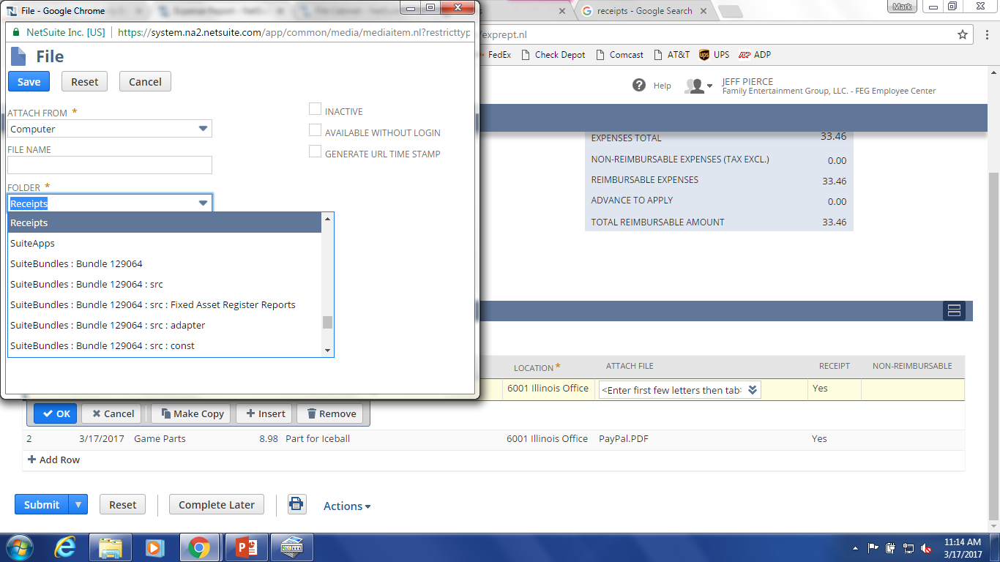 File - Google Chrome
receipts - Google Search
Mark
NetSuite Inc. [US]
https://system.na2.netsuite.com/app/common/media/mediaitem.nl?restricttyp
/exprept.nl
FedEx
Check Depot
Comcast
AT&T
UPS
ADP
File
Save
Reset
Cancel
Help
JEFF PIERCE
Family Entertainment Group, LLC. - FEG Employee Center
ATTACH FROM *
Computer
FILE NAME
FOLDER *
Receipts
INACTIVE
AVAILABLE WITHOUT LOGIN
GENERATE URL TIME STAMP
Receipts
SuiteApps
SuiteBundles : Bundle 129064
SuiteBundles : Bundle 129064 : src
SuiteBundles : Bundle 129064 : src : Fixed Asset Register Reports
SuiteBundles : Bundle 129064 : src : adapter
SuiteBundles : Bundle 129064 : src : const
EXPENSES TOTAL 33.46
NON-REIMBURSABLE EXPENSES (TAX EXCL.) 0.00
REIMBURSABLE EXPENSES 33.46
ADVANCE TO APPLY 0.00
TOTAL REIMBURSABLE AMOUNT 33.46
LOCATION * ATTACH FILE RECEIPT NON-REIMBURSABLE
6001 Illinois Office <Enter first few letters then tab> Yes
OK Cancel Make Copy Insert Remove
2 3/17/2017 Game Parts 8.98 Part for Iceball 6001 Illinois Office PayPal.PDF Yes
Add Row
Submit Reset Complete Later Actions
11:14 AM
3/17/2017